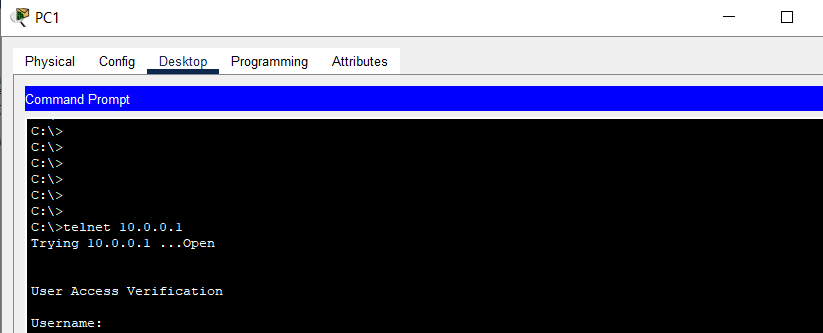 PC1
Physical Config Desktop Programming Attributes
Command Prompt
C:\>
C:\>
C:\>
C:\>
C:\>
C:\>
C:\>telnet 10.0.0.1
Trying 10.0.0.1 ...Open
User Access Verification
Username: